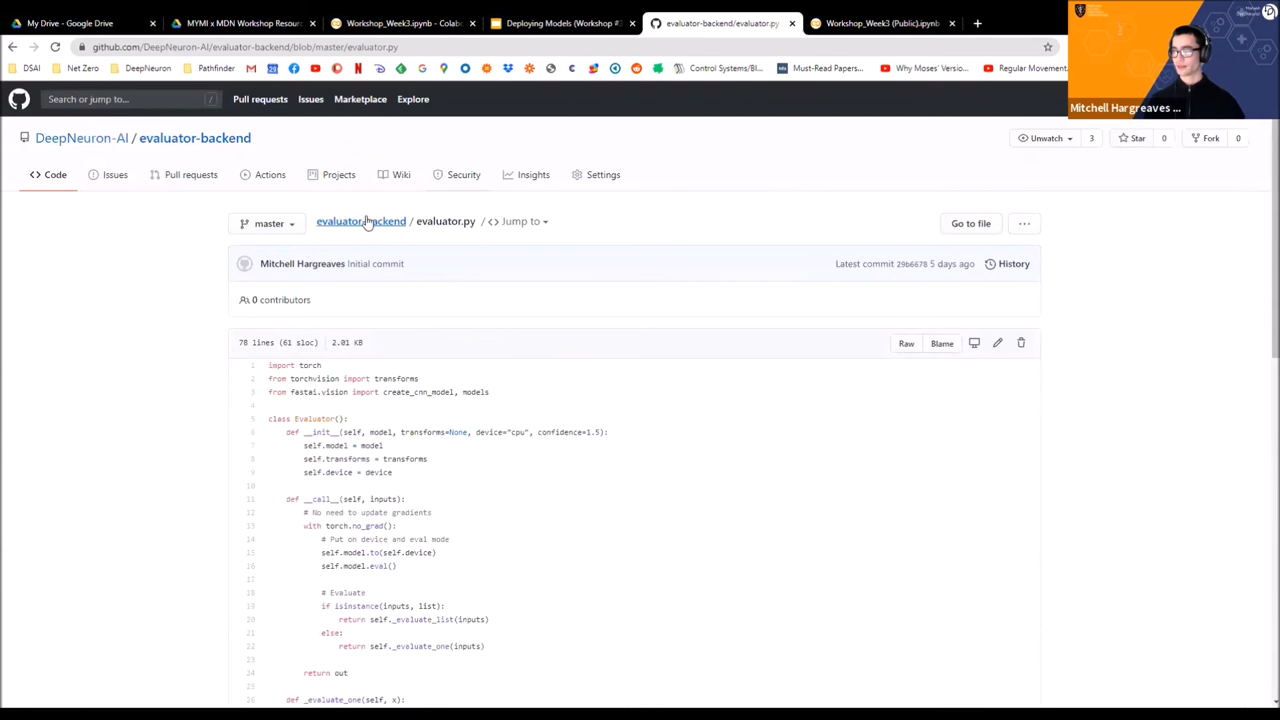 My Drive - Google Drive
MYMI x MDN Workshop Resour
Workshop_Week3.ipynb - Colab
Deploying Models (Workshop #3
evaluator-backend/evaluator.py
Workshop_Week3 (Public).ipynb
github.com/DeepNeuron-AI/evaluator-backend/blob/master/evaluator.py
DSAI
Net Zero
DeepNeuron
Pathfinder
Control Systems/BI...
Must-Read Papers...
Why Moses' Versio...
Regular Movement
Mitchell Hargreaves ...
Search or jump to...
/
Pull requests
Issues
Marketplace
Explore
DeepNeuron-AI / evaluator-backend
Unwatch
3
Star
0
Fork
0
Code
Issues
Pull requests
Actions
Projects
Wiki
Security
Insights
Settings
master
evaluator-backend / evaluator.py / <> Jump to
Go to file
...
Mitchell Hargreaves Initial commit
Latest commit 29b6678 5 days ago
History
0 contributors
78 lines (61 sloc)
2.01 KB
Raw
Blame
1 import torch
2 from torchvision import transforms
3 from fastai.vision import create_cnn_model, models
4
5 class Evaluator():
6 def __init__(self, model, transforms=None, device="cpu", confidence=1.5):
7 self.model = model
8 self.transforms = transforms
9 self.device = device
10
11 def __call__(self, inputs):
12 # No need to update gradients
13 with torch.no_grad():
14 # Put on device and eval mode
15 self.model.to(self.device)
16 self.model.eval()
17
18 # Evaluate
19 if isinstance(inputs, list):
20 return self._evaluate_list(inputs)
21 else:
22 return self._evaluate_one(inputs)
23
24 return out
25
26 def _evaluate_one(self, x):